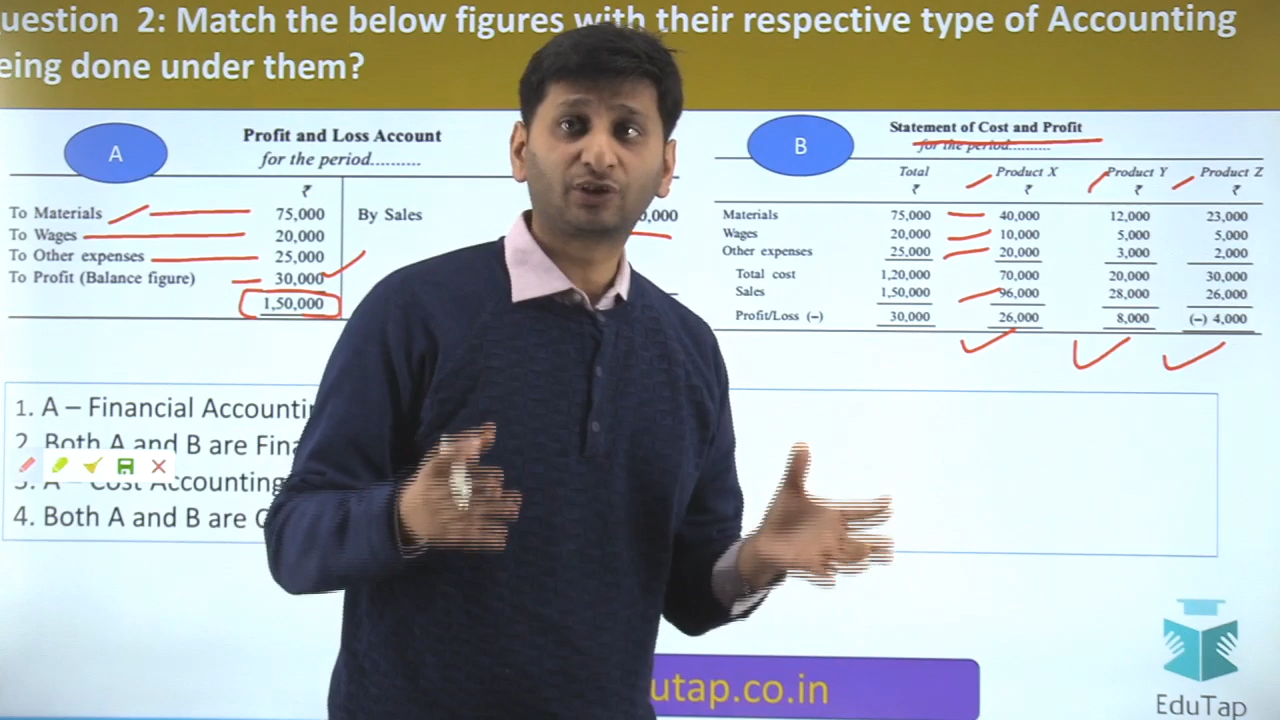 uestion 2: Match the below figures with their respective type of Accounting
eing done under them?
A
Profit and Loss Account
for the period..........
₹
To Materials 75,000 By Sales 0,000
To Wages 20,000
To Other expenses 25,000
To Profit (Balance figure) 30,000
1,50,000
B
Statement of Cost and Profit
for the period..........
Total Product X Product Y Product Z
₹ ₹ ₹ ₹
Materials 75,000 40,000 12,000 23,000
Wages 20,000 10,000 5,000 5,000
Other expenses 25,000 20,000 3,000 2,000
Total cost 1,20,000 70,000 20,000 30,000
Sales 1,50,000 96,000 28,000 26,000
Profit/Loss (–) 30,000 26,000 8,000 (–) 4,000
1. A – Financial Accounti
2. Both A and B are Fina
3. A – Cost Accounting
4. Both A and B are
utap.co.in
EduTap